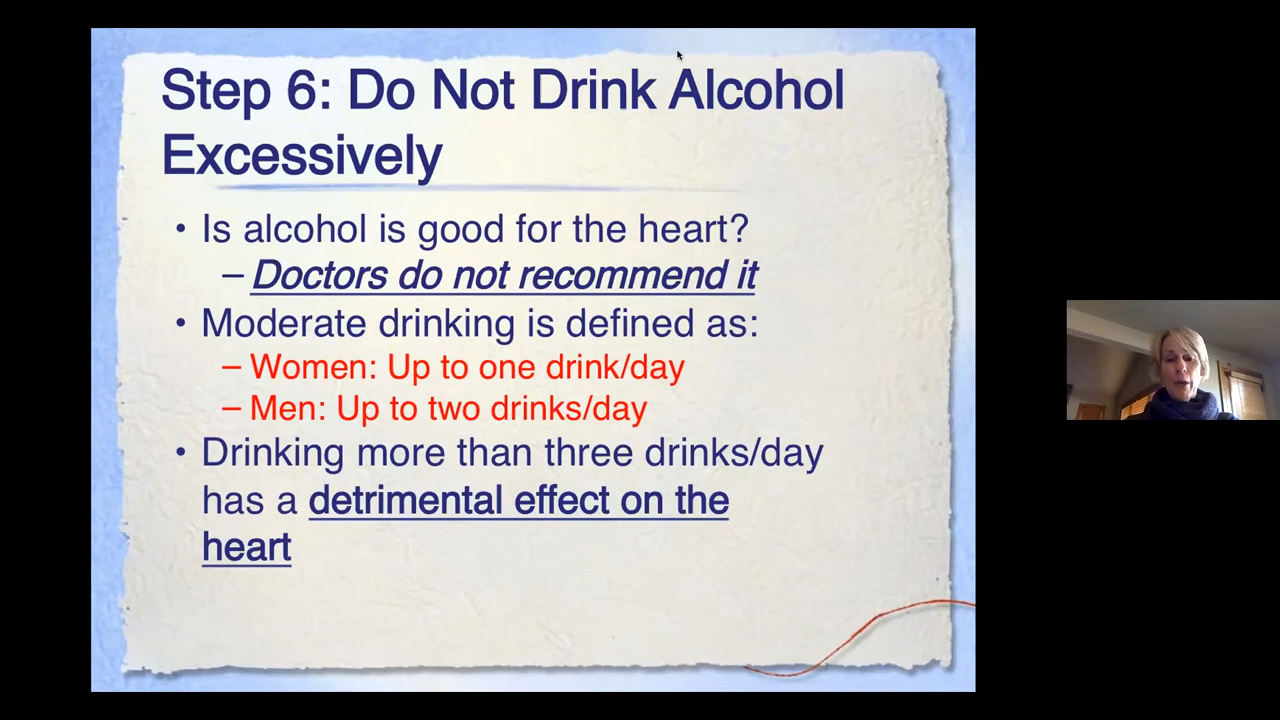 Step 6: Do Not Drink Alcohol
Excessively
• Is alcohol is good for the heart?
– Doctors do not recommend it
• Moderate drinking is defined as:
– Women: Up to one drink/day
– Men: Up to two drinks/day
• Drinking more than three drinks/day
has a detrimental effect on the
heart